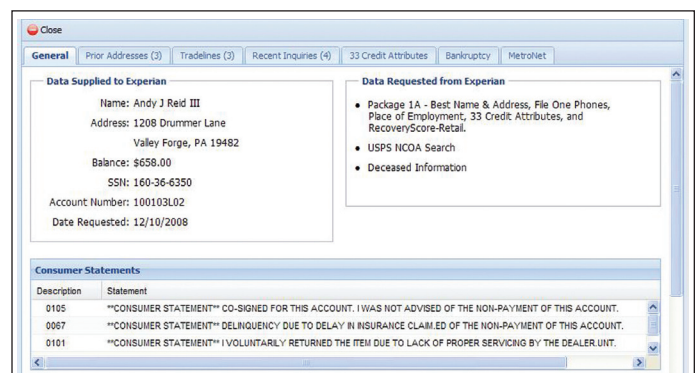 Close
General Prior Addresses (3) Tradelines (3) Recent Inquiries (4) 33 Credit Attributes Bankruptcy MetroNet
Data Supplied to Experian
Name: Andy J Reid III
Address: 1208 Drummer Lane
Valley Forge, PA 19482
Balance: $658.00
SSN: 160-36-6350
Account Number: 100103L02
Date Requested: 12/10/2008
Data Requested from Experian
• Package 1A - Best Name & Address, File One Phones,
Place of Employment, 33 Credit Attributes, and
RecoveryScore-Retail.
• USPS NCOA Search
• Deceased Information
Consumer Statements
Description Statement
0105 **CONSUMER STATEMENT** CO-SIGNED FOR THIS ACCOUNT. I WAS NOT ADVISED OF THE NON-PAYMENT OF THIS ACCOUNT.
0067 **CONSUMER STATEMENT** DELINQUENCY DUE TO DELAY IN INSURANCE CLAIM.ED OF THE NON-PAYMENT OF THIS ACCOUNT.
0101 **CONSUMER STATEMENT** I VOLUNTARILY RETURNED THE ITEM DUE TO LACK OF PROPER SERVICING BY THE DEALER.UNT.